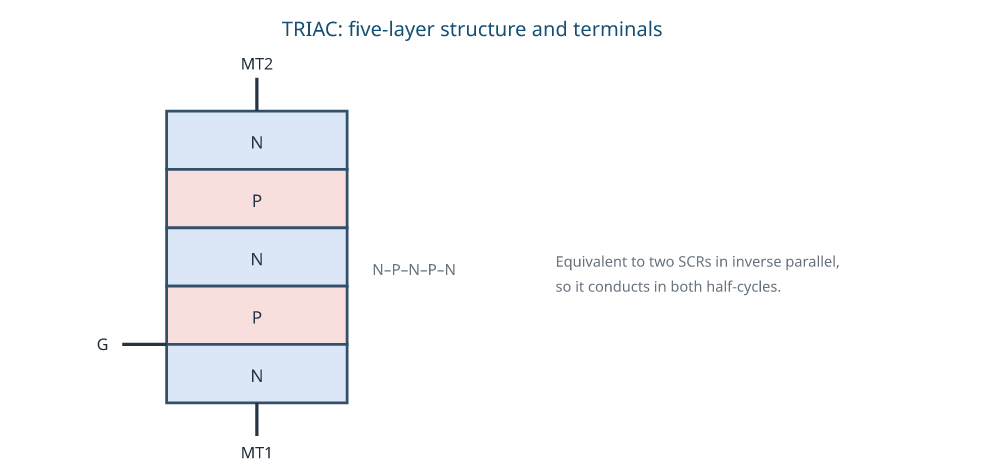 TRIAC: five-layer structure and terminals
MT2
N
P
N
N–P–N–P–N
Equivalent to two SCRs in inverse parallel,
so it conducts in both half-cycles.
P
G
N
MT1